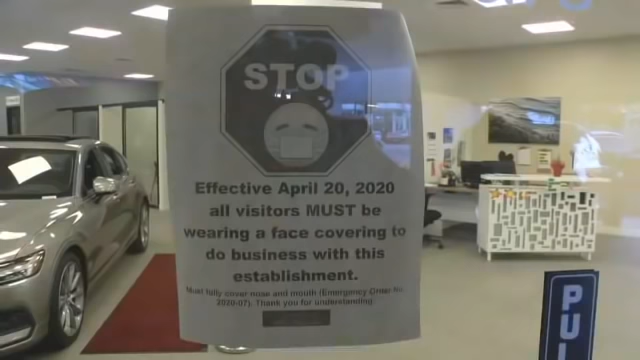 STOP
Effective April 20, 2020
all visitors MUST be
wearing a face covering to
do business with this
establishment.
Must fully cover nose and mouth (Emergency Order No.
2020-07). Thank you for understanding.
PU